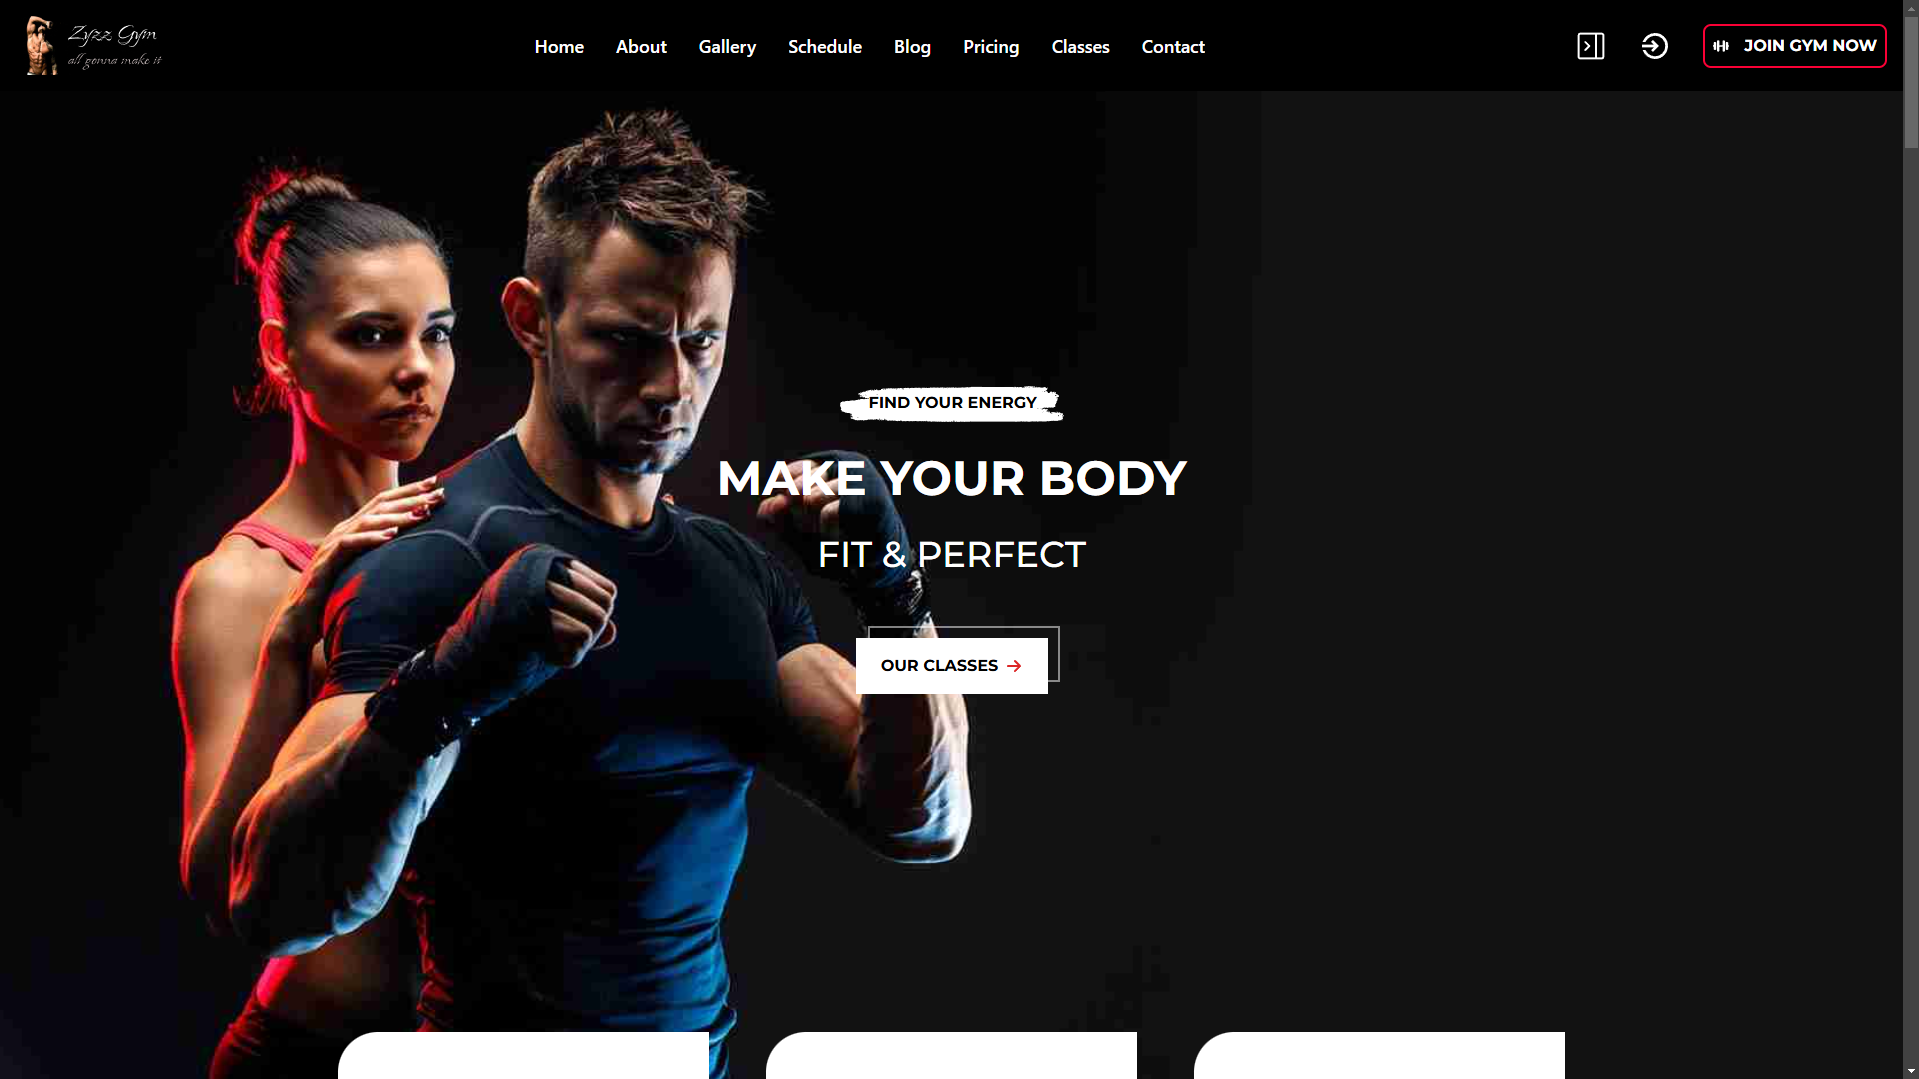 Zyzz Gym
all gonna make it
Home
About
Gallery
Schedule
Blog
Pricing
Classes
Contact
JOIN GYM NOW
FIND YOUR ENERGY
MAKE YOUR BODY
FIT & PERFECT
OUR CLASSES